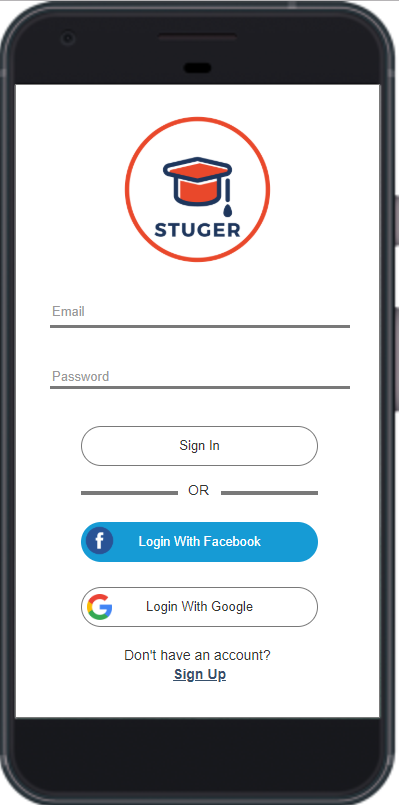 STUGER
Email
Password
Sign In
OR
Login With Facebook
Login With Google
Don't have an account?
Sign Up